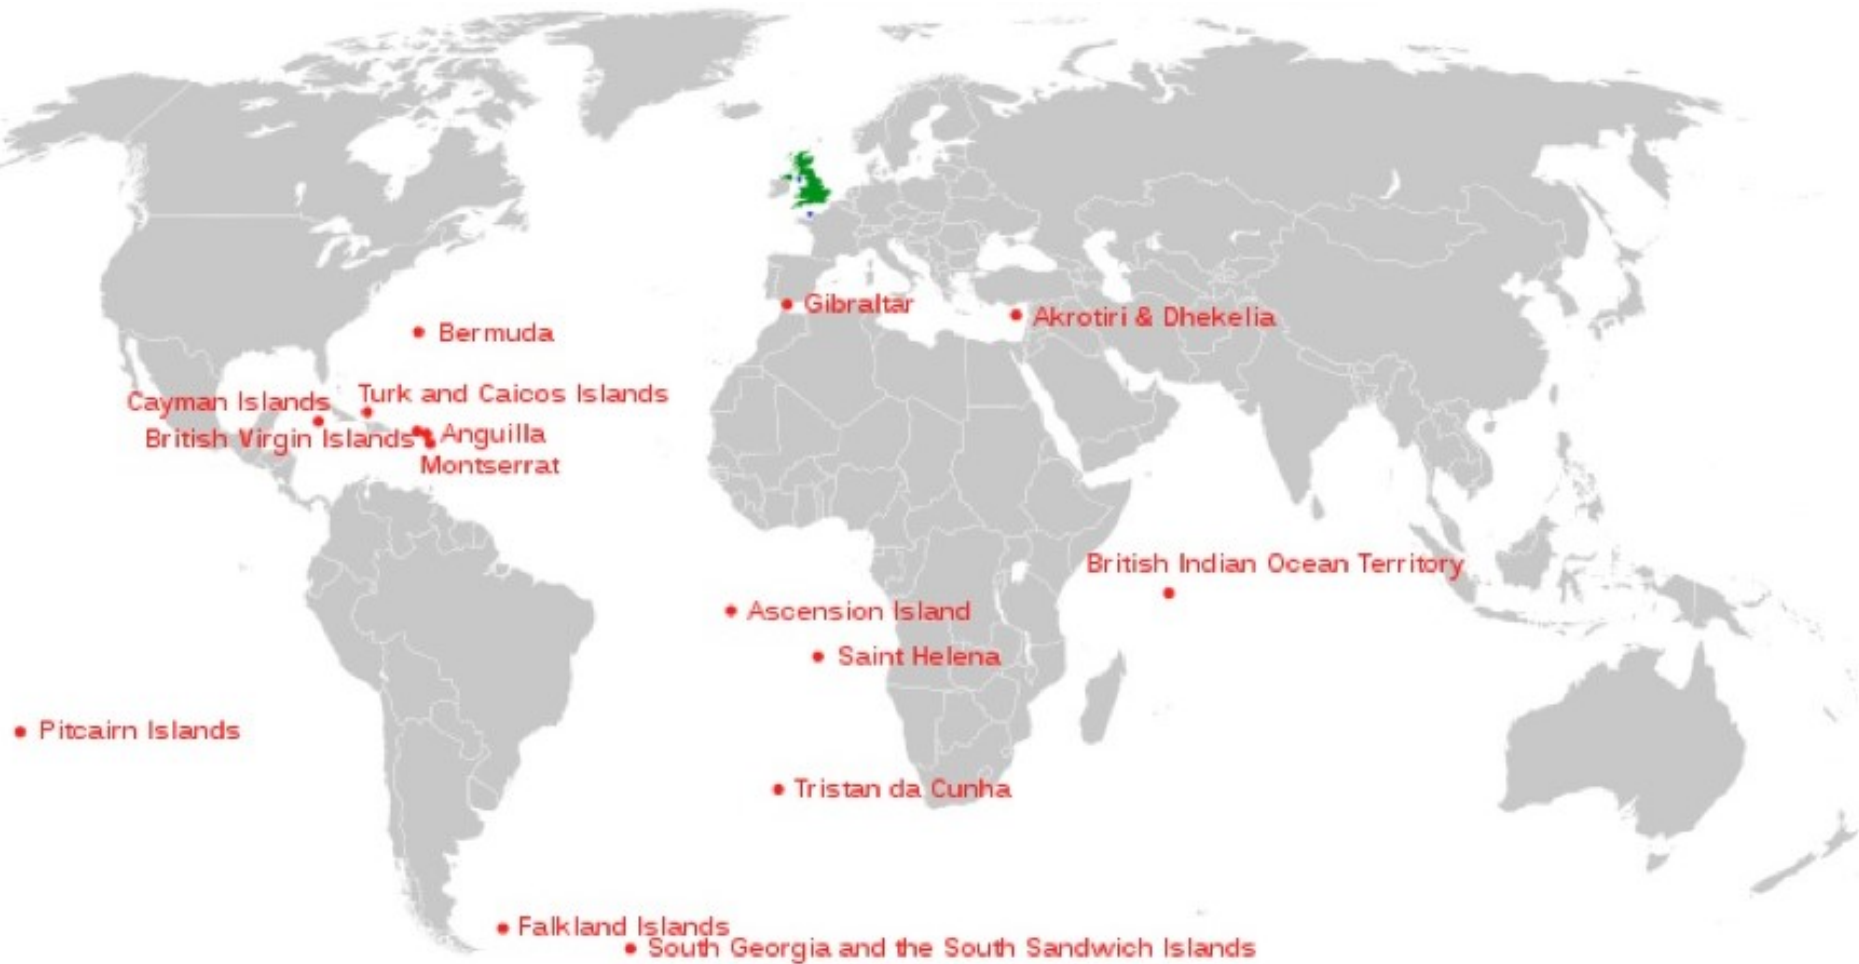 Gibraltar
Akrotiri & Dhekelia
Bermuda
Turk and Caicos Islands
Cayman Islands
British Virgin Islands
Anguilla
Montserrat
British Indian Ocean Territory
Ascension Island
Saint Helena
Pitcairn Islands
Tristan da Cunha
Falkland Islands
South Georgia and the South Sandwich Islands